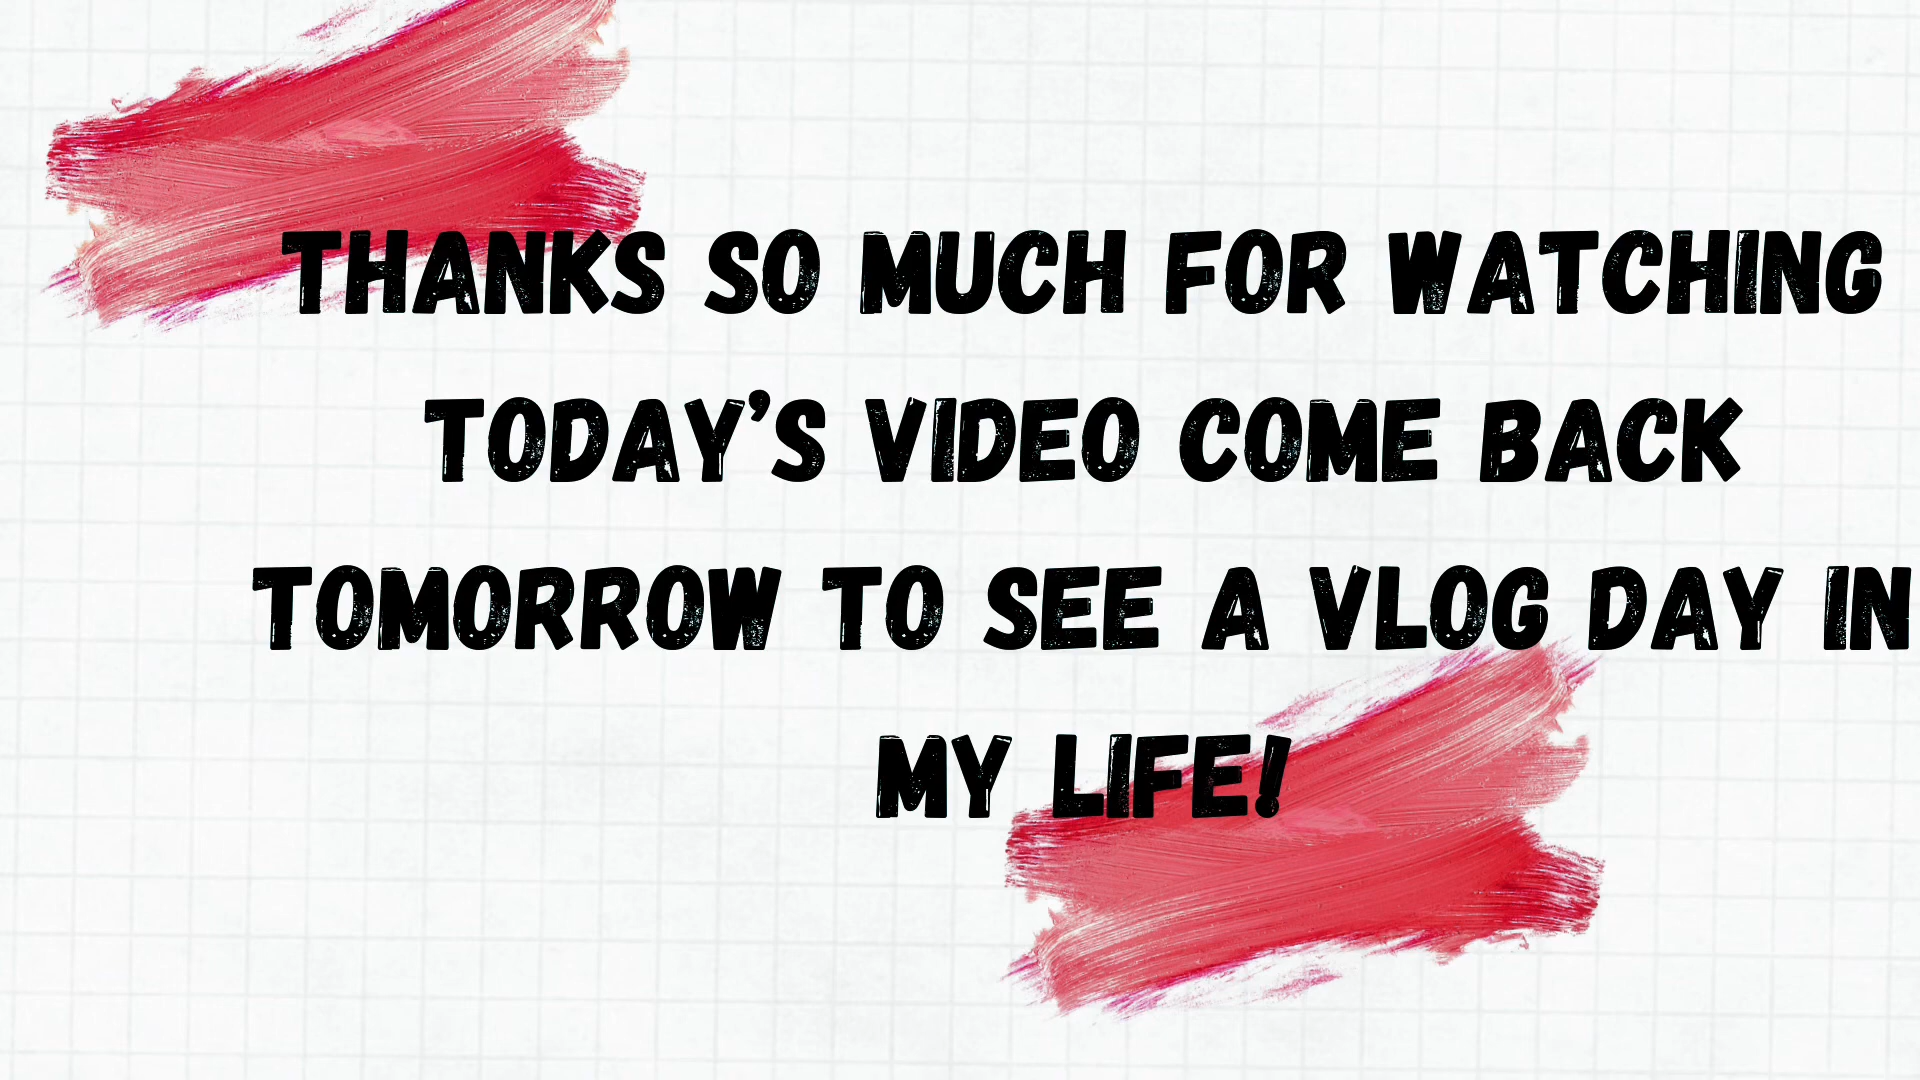 THANKS SO MUCH FOR WATCHING
TODAY’S VIDEO COME BACK
TOMORROW TO SEE A VLOG DAY IN
MY LIFE!